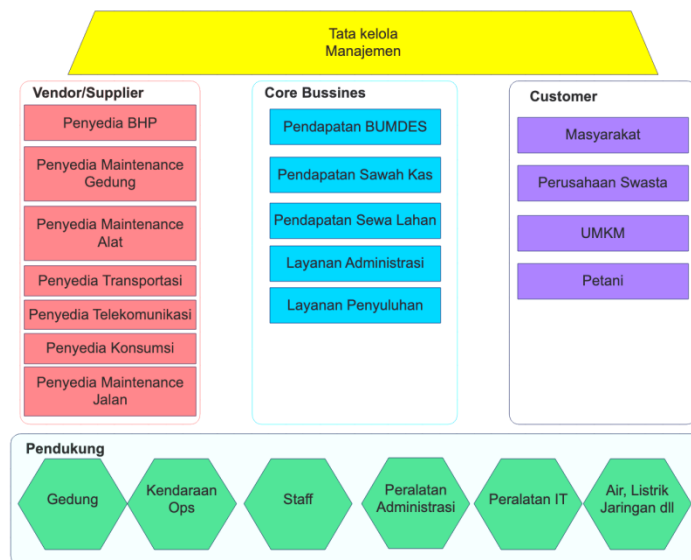 Tata kelola
Manajemen
Vendor/Supplier
Penyedia BHP
Penyedia Maintenance
Gedung
Penyedia Maintenance
Alat
Penyedia Transportasi
Penyedia Telekomunikasi
Penyedia Konsumsi
Penyedia Maintenance
Jalan
Core Bussines
Pendapatan BUMDES
Pendapatan Sawah Kas
Pendapatan Sewa Lahan
Layanan Administrasi
Layanan Penyuluhan
Customer
Masyarakat
Perusahaan Swasta
UMKM
Petani
Pendukung
Gedung
Kendaraan
Ops
Staff
Peralatan
Administrasi
Peralatan IT
Air, Listrik
Jaringan dll